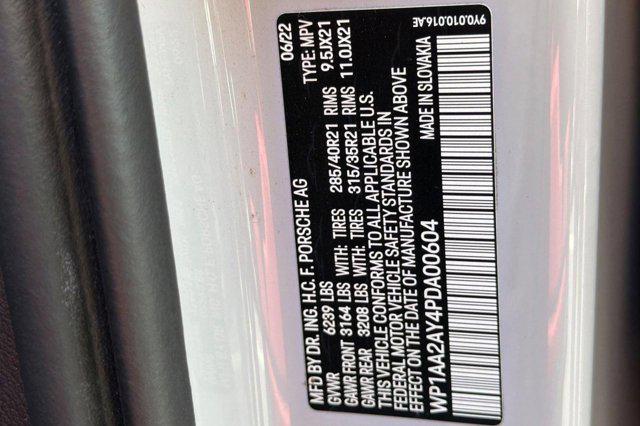 MFD BY DR. ING. H.C. F. PORSCHE AG 06/22
GVWR 6239 LBS TYPE: MPV
GAWR FRONT 3164 LBS WITH: TIRES 285/40R21 RIMS 9.5JX21
GAWR REAR 3208 LBS WITH: TIRES 315/35R21 RIMS 11.0JX21
THIS VEHICLE CONFORMS TO ALL APPLICABLE U.S.
FEDERAL MOTOR VEHICLE SAFETY STANDARDS IN
EFFECT ON THE DATE OF MANUFACTURE SHOWN ABOVE
WP1AA2AY4PDA00604 MADE IN SLOVAKIA
9Y0.010.016.AE